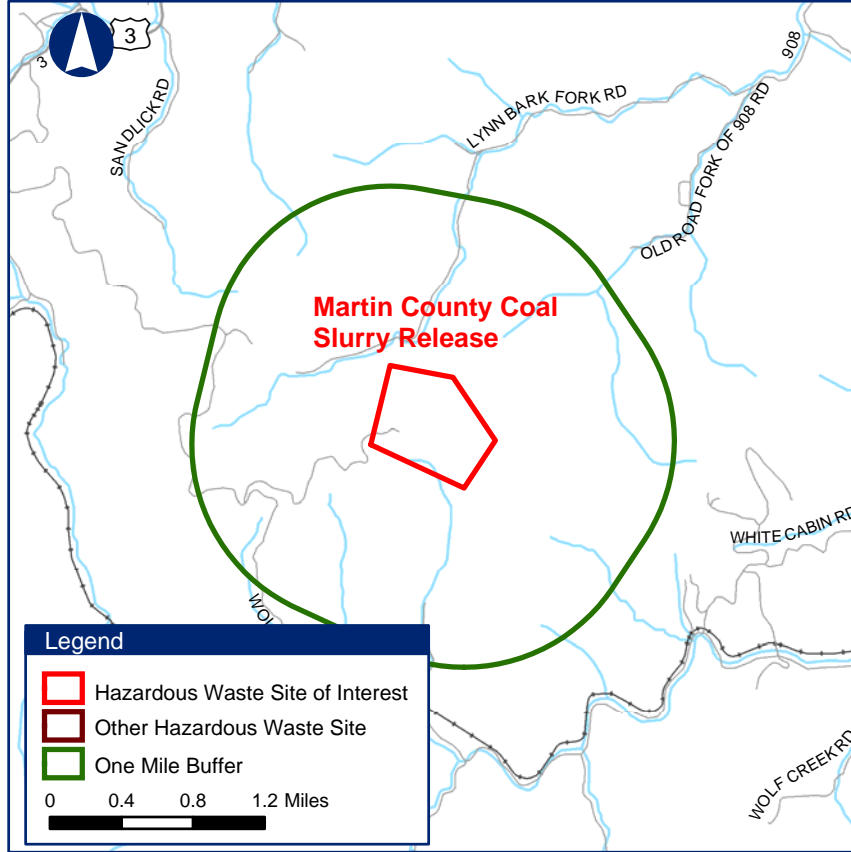 3
3
908
SANDLICK RD
LYNN BARK FORK RD
OLD ROAD FORK OF 908 RD
Martin County Coal
Slurry Release
WHITE CABIN RD
WOLF CREEK RD
Legend
Hazardous Waste Site of Interest
Other Hazardous Waste Site
One Mile Buffer
0 0.4 0.8 1.2 Miles